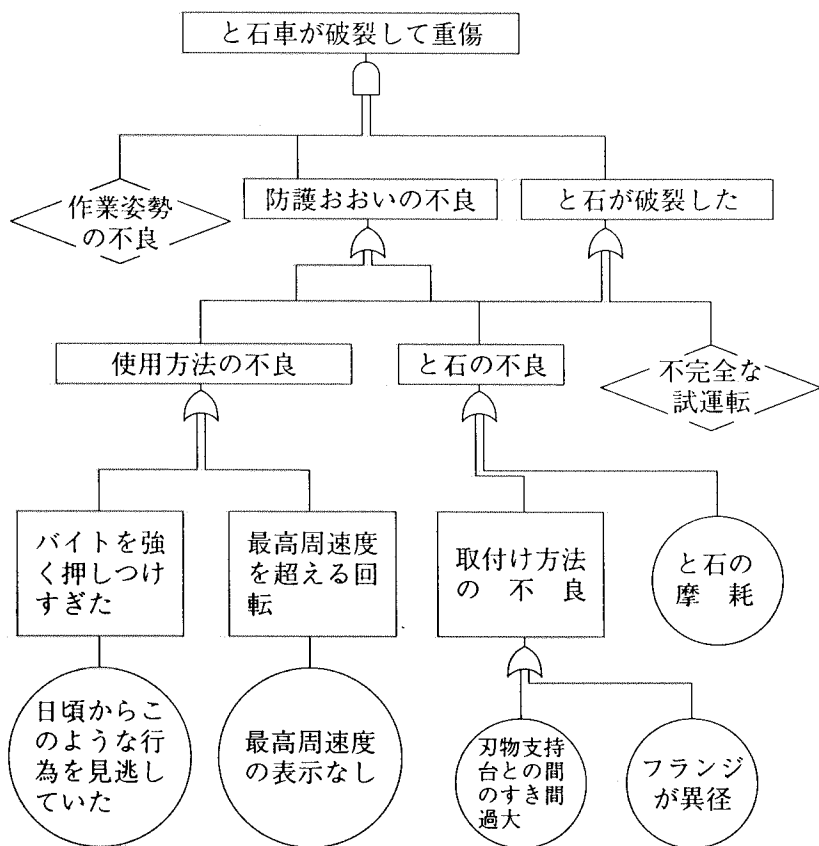 と石車が破裂して重傷
作業姿勢
の不良
防護おおいの不良
と石が破裂した
使用方法の不良
と石の不良
不完全な
試運転
バイトを強
く押しつけ
すぎた
最高周速度
を超える回
転
取付け方法
の不良
と石の
摩耗
日頃からこ
のような行
為を見逃し
ていた
最高周速度
の表示なし
刃物支持
台との間
のすき間
過大
フランジ
が異径